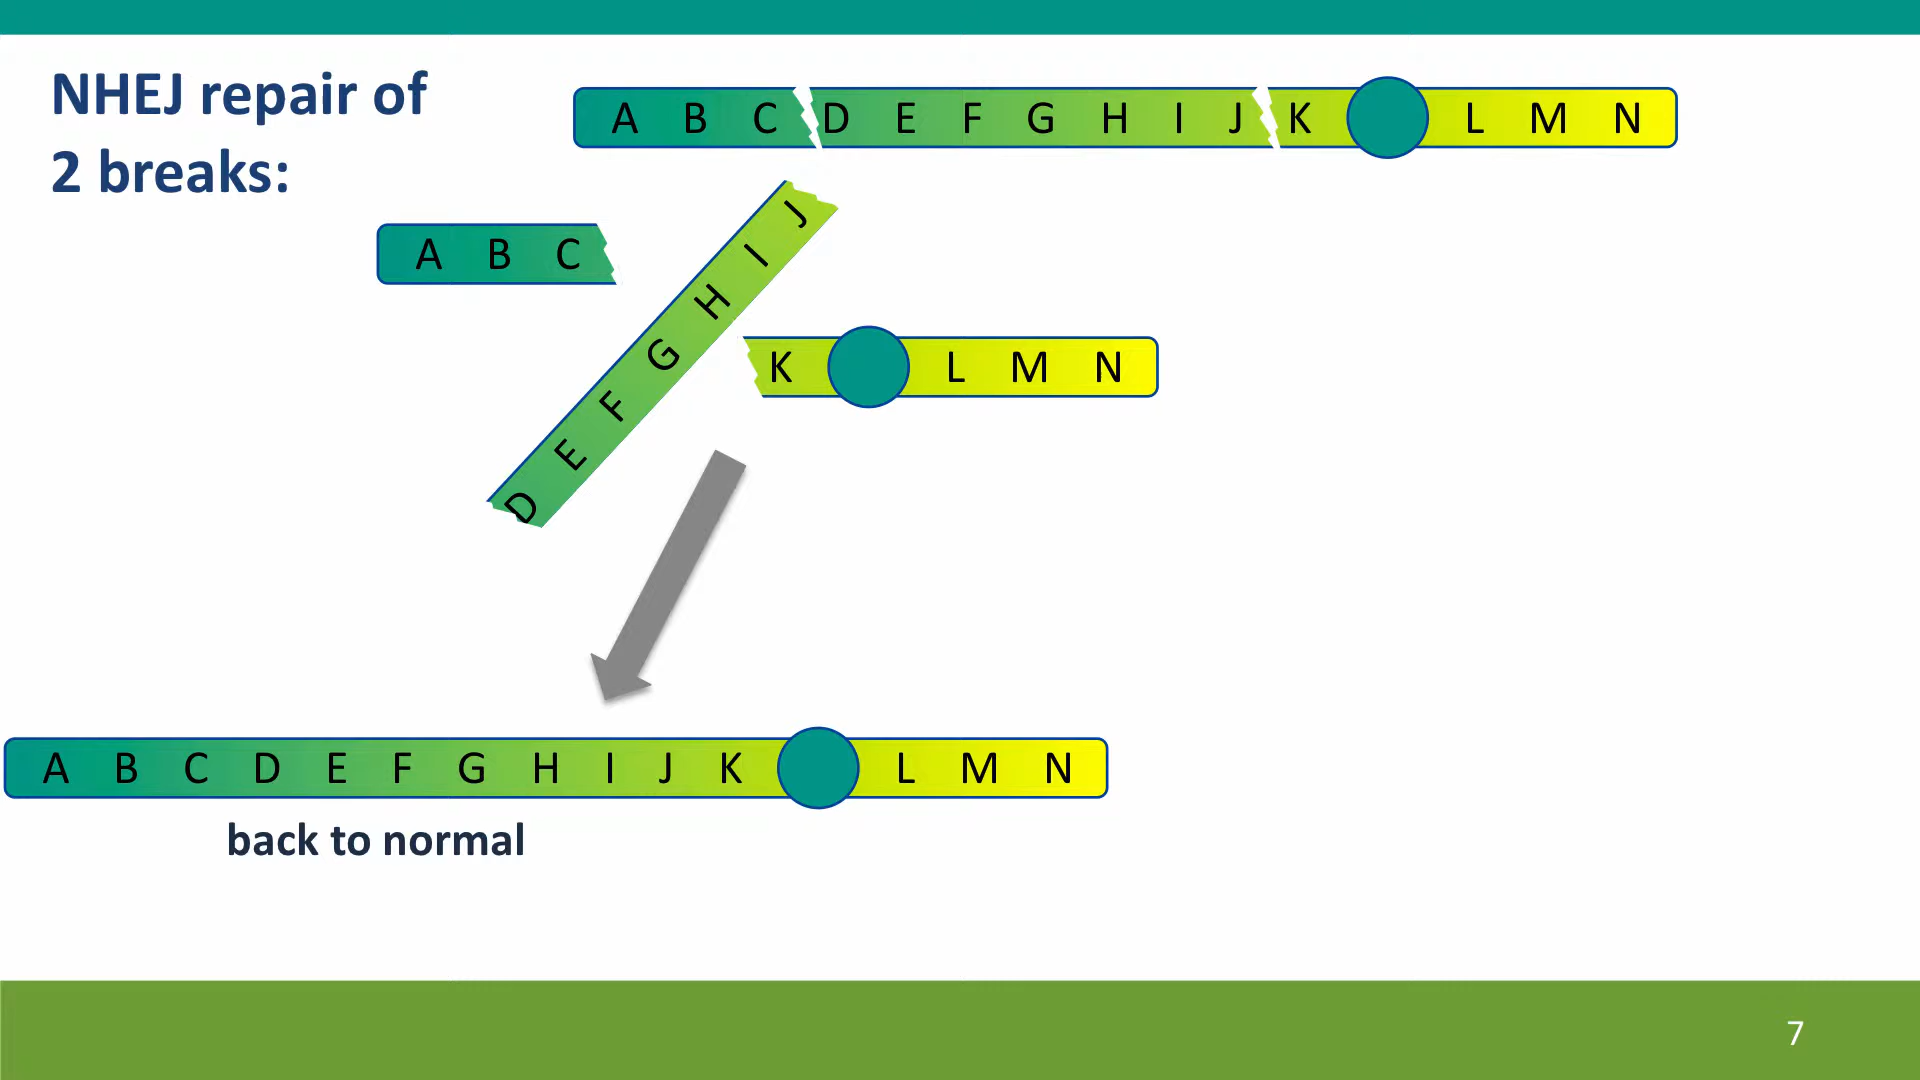 NHEJ repair of
2 breaks:
A B C D E F G H I J K L M N
A B C
D E F G H I J
K L M N
A B C D E F G H I J K L M N
back to normal
7